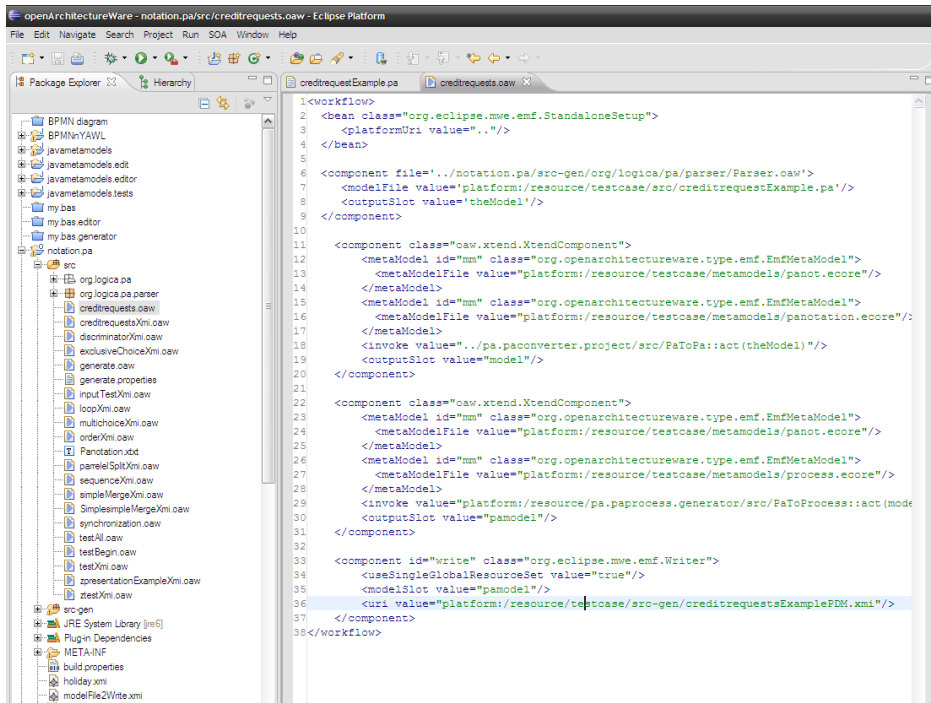 openArchitectureWare - notation.pa/src/creditrequests.oaw - Eclipse Platform
File Edit Navigate Search Project Run SOA Window Help
Package Explorer Hierarchy
BPMN diagram
BPMNnYAWL
javametamodels
javametamodels.edit
javametamodels.editor
javametamodels.tests
my.bas
my.bas.editor
my.bas.generator
notation.pa
src
org.logica.pa
org.logica.pa.parser
creditrequests.oaw
creditrequestsXmi.oaw
discriminatorXmi.oaw
exclusiveChoiceXmi.oaw
generate.oaw
generate.properties
inputTestXmi.oaw
loopXmi.oaw
multichoiceXmi.oaw
orderXmi.oaw
Panotation.xtxt
parrelelSplitXmi.oaw
sequenceXmi.oaw
simpleMergeXmi.oaw
SimplesimpleMergeXmi.oaw
synchronization.oaw
testAll.oaw
testBegin.oaw
testXmi.oaw
zpresentationExampleXmi.oaw
ztestXmi.oaw
src-gen
JRE System Library [jre6]
Plug-in Dependencies
META-INF
build.properties
holiday.xmi
modelFile2Write.xmi
creditrequestExample.pa creditrequests.oaw
1<workflow>
2 <bean class="org.eclipse.mwe.emf.StandaloneSetup">
3 <platformUri value=".."/>
4 </bean>
5
6 <component file='../notation.pa/src-gen/org/logica/pa/parser/Parser.oaw'>
7 <modelFile value='platform:/resource/testcase/src/creditrequestExample.pa'/>
8 <outputSlot value='theModel'/>
9 </component>
10
11 <component class="oaw.xtend.XtendComponent">
12 <metaModel id="mm" class="org.openarchitectureware.type.emf.EmfMetaModel">
13 <metaModelFile value="platform:/resource/testcase/metamodels/panot.ecore"/>
14 </metaModel>
15 <metaModel id="mm" class="org.openarchitectureware.type.emf.EmfMetaModel">
16 <metaModelFile value="platform:/resource/testcase/metamodels/panotation.ecore"/>
17 </metaModel>
18 <invoke value="../pa.paconverter.project/src/PaToPa::act(theModel)"/>
19 <outputSlot value="model"/>
20 </component>
21
22 <component class="oaw.xtend.XtendComponent">
23 <metaModel id="mm" class="org.openarchitectureware.type.emf.EmfMetaModel">
24 <metaModelFile value="platform:/resource/testcase/metamodels/panot.ecore"/>
25 </metaModel>
26 <metaModel id="mm" class="org.openarchitectureware.type.emf.EmfMetaModel">
27 <metaModelFile value="platform:/resource/testcase/metamodels/process.ecore"/>
28 </metaModel>
29 <invoke value="platform:/resource/pa.paprocess.generator/src/PaToProcess::act(mode
30 <outputSlot value="pamodel"/>
31 </component>
32
33 <component id="write" class="org.eclipse.mwe.emf.Writer">
34 <useSingleGlobalResourceSet value="true"/>
35 <modelSlot value="pamodel"/>
36 <uri value="platform:/resource/testcase/src-gen/creditrequestsExamplePDM.xmi"/>
37 </component>
38</workflow>